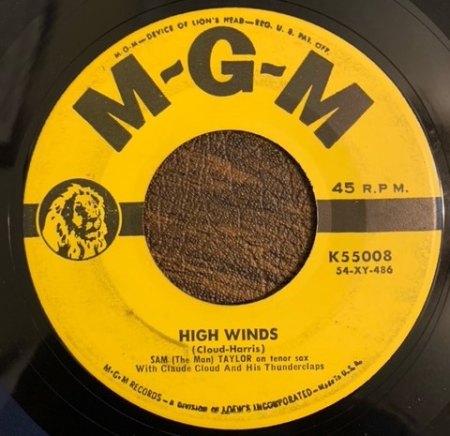 M-G-M—DEVICE OF LION'S HEAD—REG. U. S. PAT. OFF.
M-G-M
45 R.P.M.
K55008
54-XY-486
HIGH WINDS
(Cloud-Harris)
SAM (The Man) TAYLOR on tenor sax
With Claude Cloud And His Thunderclaps
M-G-M RECORDS—A DIVISION OF LOEW'S INCORPORATED—MADE IN U.S.A.